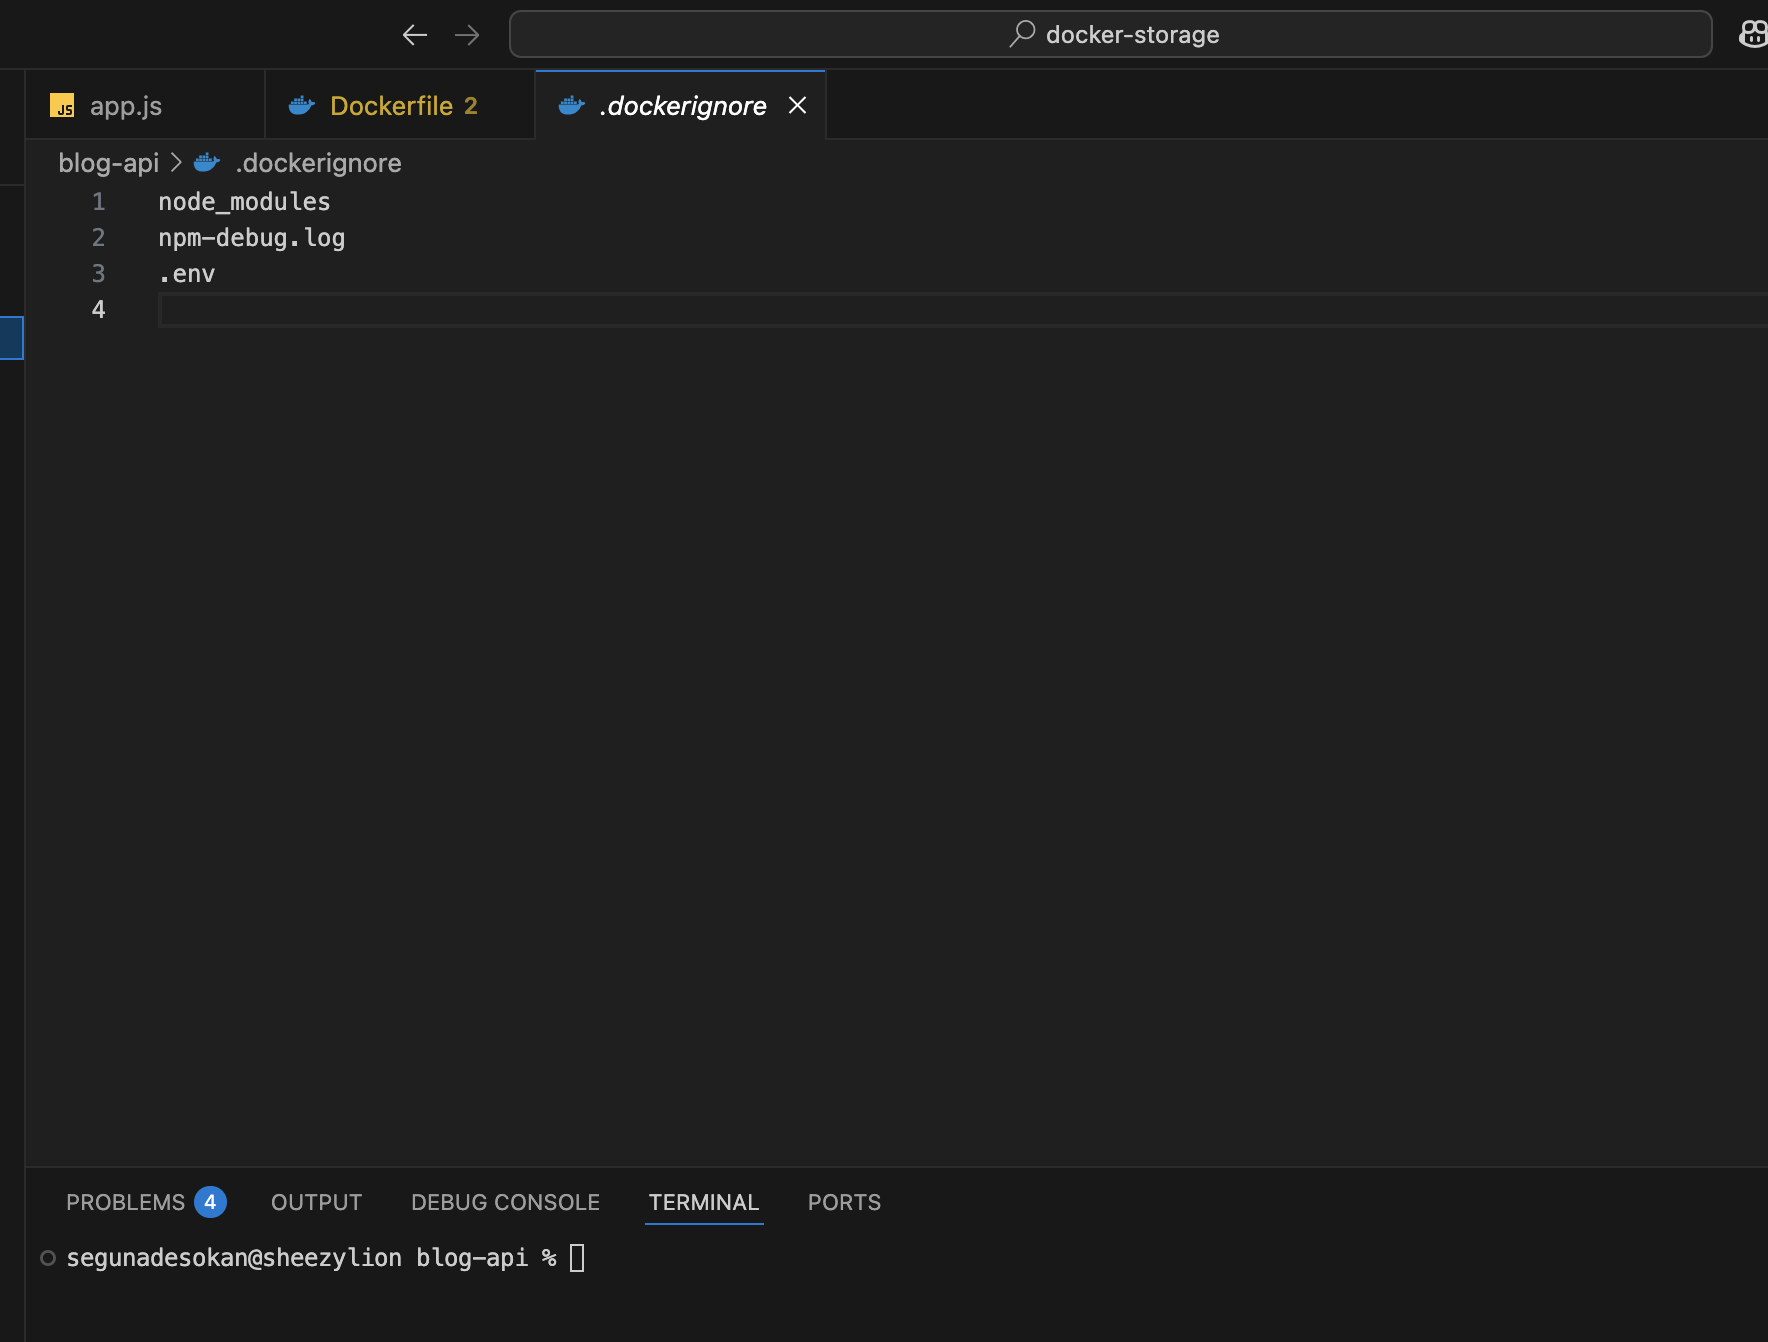 docker-storage
JS app.js Dockerfile 2 .dockerignore
blog-api > .dockerignore
1 node_modules
2 npm-debug.log
3 .env
4
PROBLEMS 4 OUTPUT DEBUG CONSOLE TERMINAL PORTS
segunadesokan@sheezylion blog-api %